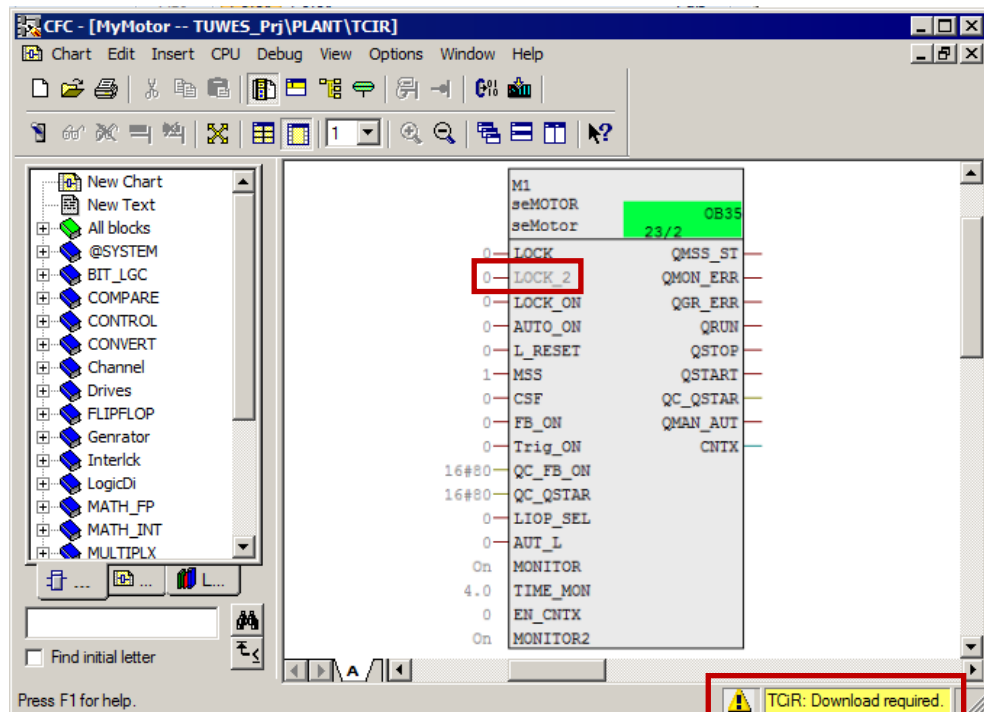 CFC - [MyMotor -- TUWES_Prj\PLANT\TCIR]
Chart Edit Insert CPU Debug View Options Window Help
1
New Chart
New Text
All blocks
@SYSTEM
BIT_LGC
COMPARE
CONTROL
CONVERT
Channel
Drives
FLIPFLOP
Genrator
Interlck
LogicDi
MATH_FP
MATH_INT
MULTIPLX
...
...
L...
Find initial letter
M1
seMOTOR
seMotor
OB35
23/2
0 LOCK QMSS_ST
0 LOCK_2 QMON_ERR
0 LOCK_ON QGR_ERR
0 AUTO_ON QRUN
0 L_RESET QSTOP
1 MSS QSTART
0 CSF QC_QSTAR
0 FB_ON QMAN_AUT
0 Trig_ON CNTX
16#80 QC_FB_ON
16#80 QC_QSTAR
0 LIOP_SEL
0 AUT_L
On MONITOR
4.0 TIME_MON
0 EN_CNTX
On MONITOR2
A
Press F1 for help.
TCiR: Download required.